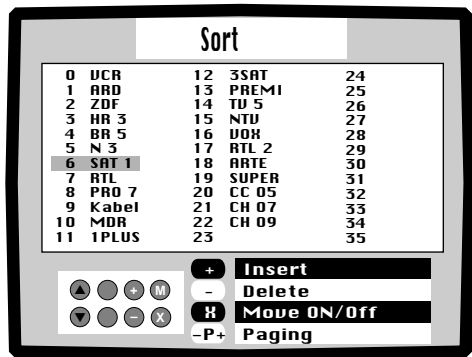 Sort
0 VCR 12 3SAT 24
1 ARD 13 PREMI 25
2 ZDF 14 TV 5 26
3 HR 3 15 NTV 27
4 BR 5 16 VOX 28
5 N 3 17 RTL 2 29
6 SAT 1 18 ARTE 30
7 RTL 19 SUPER 31
8 PRO 7 20 CC 05 32
9 Kabel 21 CH 07 33
10 MDR 22 CH 09 34
11 1PLUS 23 35
+ Insert
- Delete
X Move ON/Off
-P+ Paging
+ M
- X